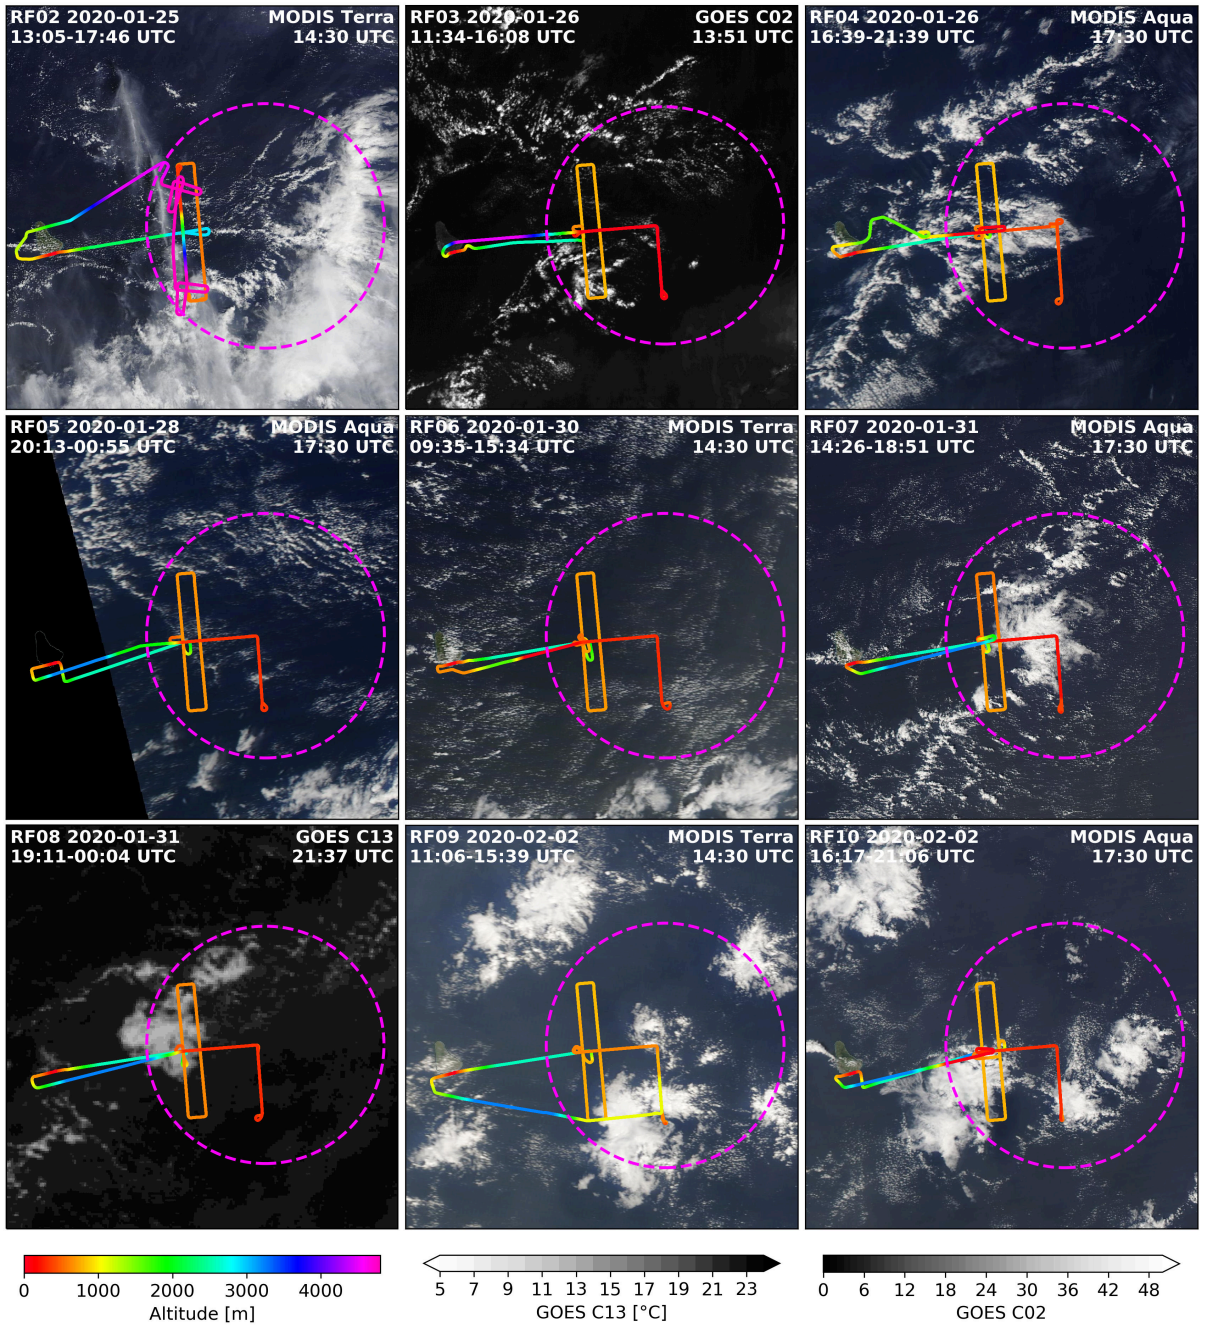 RF02 2020-01-25 MODIS Terra
13:05-17:46 UTC 14:30 UTC
RF03 2020-01-26 GOES C02
11:34-16:08 UTC 13:51 UTC
RF04 2020-01-26 MODIS Aqua
16:39-21:39 UTC 17:30 UTC
RF05 2020-01-28 MODIS Aqua
20:13-00:55 UTC 17:30 UTC
RF06 2020-01-30 MODIS Terra
09:35-15:34 UTC 14:30 UTC
RF07 2020-01-31 MODIS Aqua
14:26-18:51 UTC 17:30 UTC
RF08 2020-01-31 GOES C13
19:11-00:04 UTC 21:37 UTC
RF09 2020-02-02 MODIS Terra
11:06-15:39 UTC 14:30 UTC
RF10 2020-02-02 MODIS Aqua
16:17-21:06 UTC 17:30 UTC
0 1000 2000 3000 4000
Altitude [m]
5 7 9 11 13 15 17 19 21 23
GOES C13 [°C]
0 6 12 18 24 30 36 42 48
GOES C02